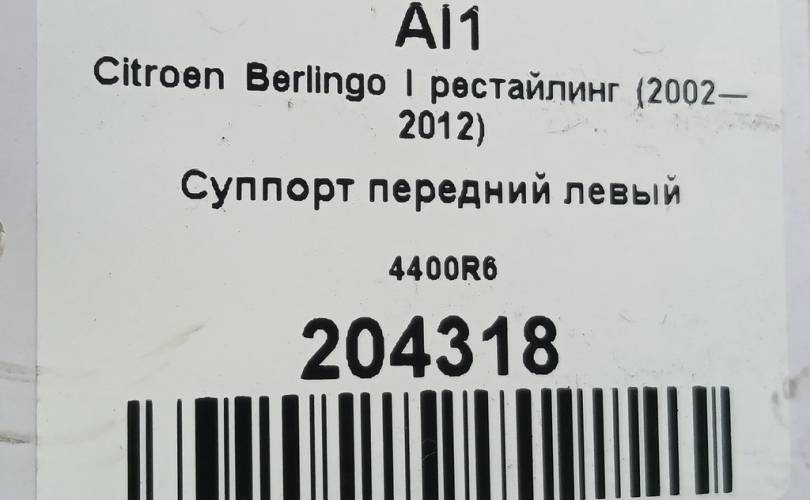 AI1
Citroen Berlingo I рестайлинг (2002—
2012)
Суппорт передний левый
4400R6
204318